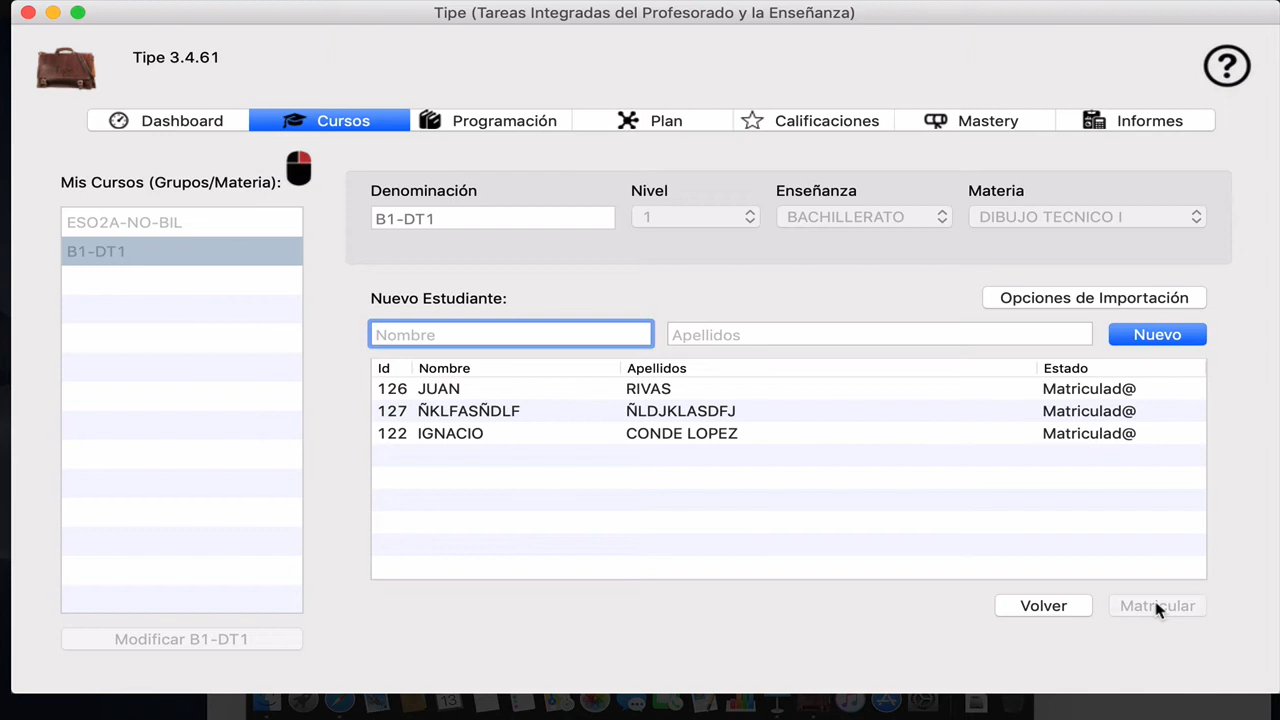 Tipe (Tareas Integradas del Profesorado y la Enseñanza)
Tipe 3.4.61
Dashboard Cursos Programación Plan Calificaciones Mastery Informes
Mis Cursos (Grupos/Materia):
ESO2A-NO-BIL
B1-DT1
Modificar B1-DT1
Denominación Nivel Enseñanza Materia
B1-DT1 1 BACHILLERATO DIBUJO TECNICO I
Nuevo Estudiante: Opciones de Importación
Nombre Apellidos Nuevo
Id Nombre Apellidos Estado
126 JUAN RIVAS Matriculad@
127 ÑKLFASÑDLF ÑLDJKLASDFJ Matriculad@
122 IGNACIO CONDE LOPEZ Matriculad@
Volver Matricular
13